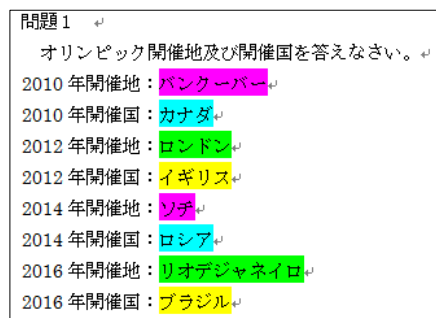 問題1
オリンピック開催地及び開催国を答えなさい。
2010年開催地：バンクーバー
2010年開催国：カナダ
2012年開催地：ロンドン
2012年開催国：イギリス
2014年開催地：ソチ
2014年開催国：ロシア
2016年開催地：リオデジャネイロ
2016年開催国：ブラジル